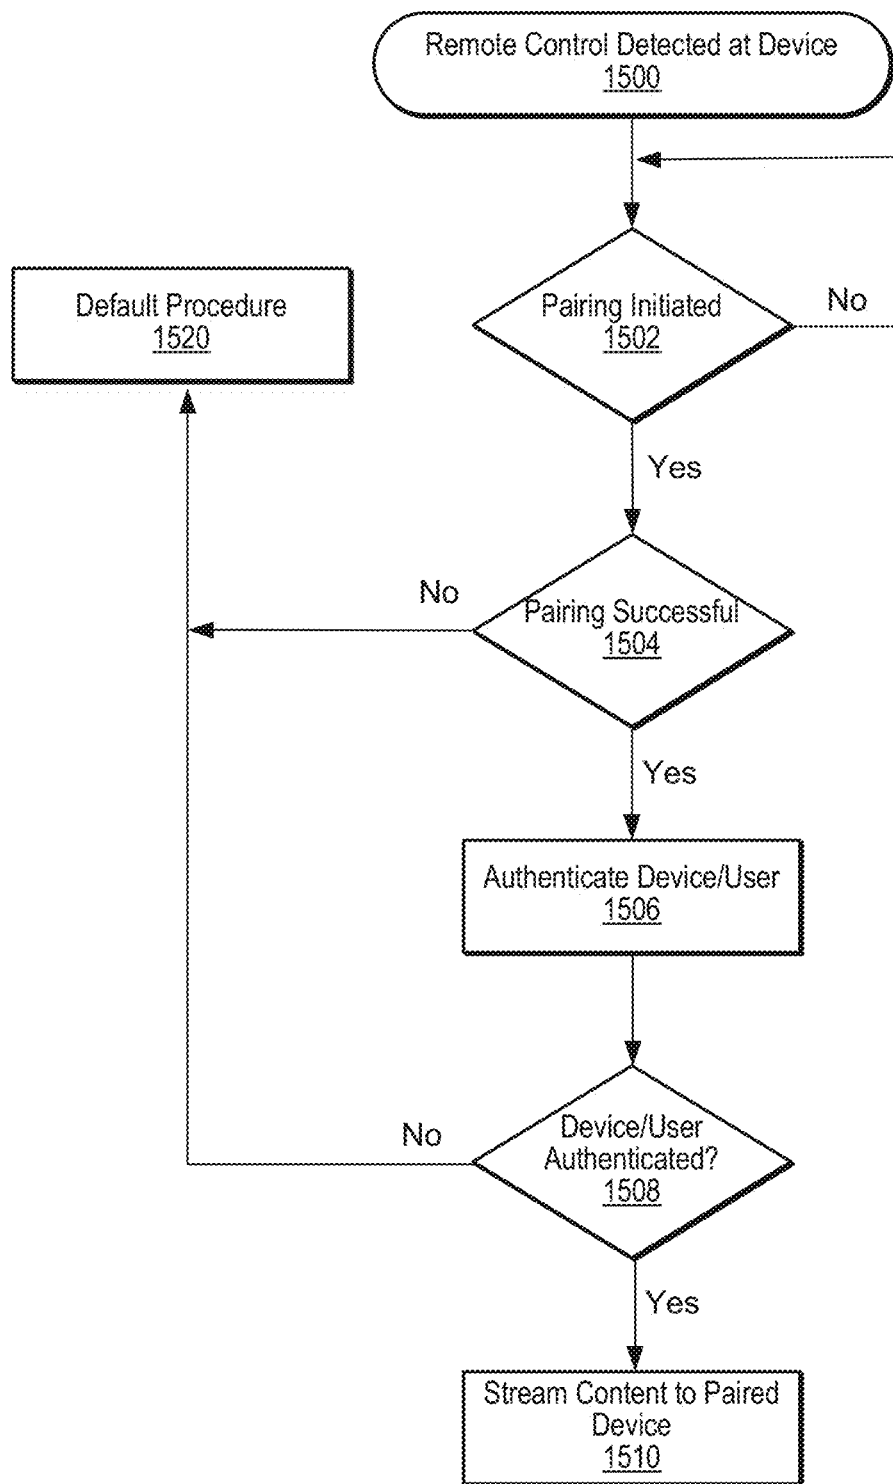 Remote Control Detected at Device
1500
Default Procedure
1520
Pairing Initiated
1502
No
Yes
No
Pairing Successful
1504
Yes
Authenticate Device/User
1506
No
Device/User
Authenticated?
1508
Yes
Stream Content to Paired
Device
1510